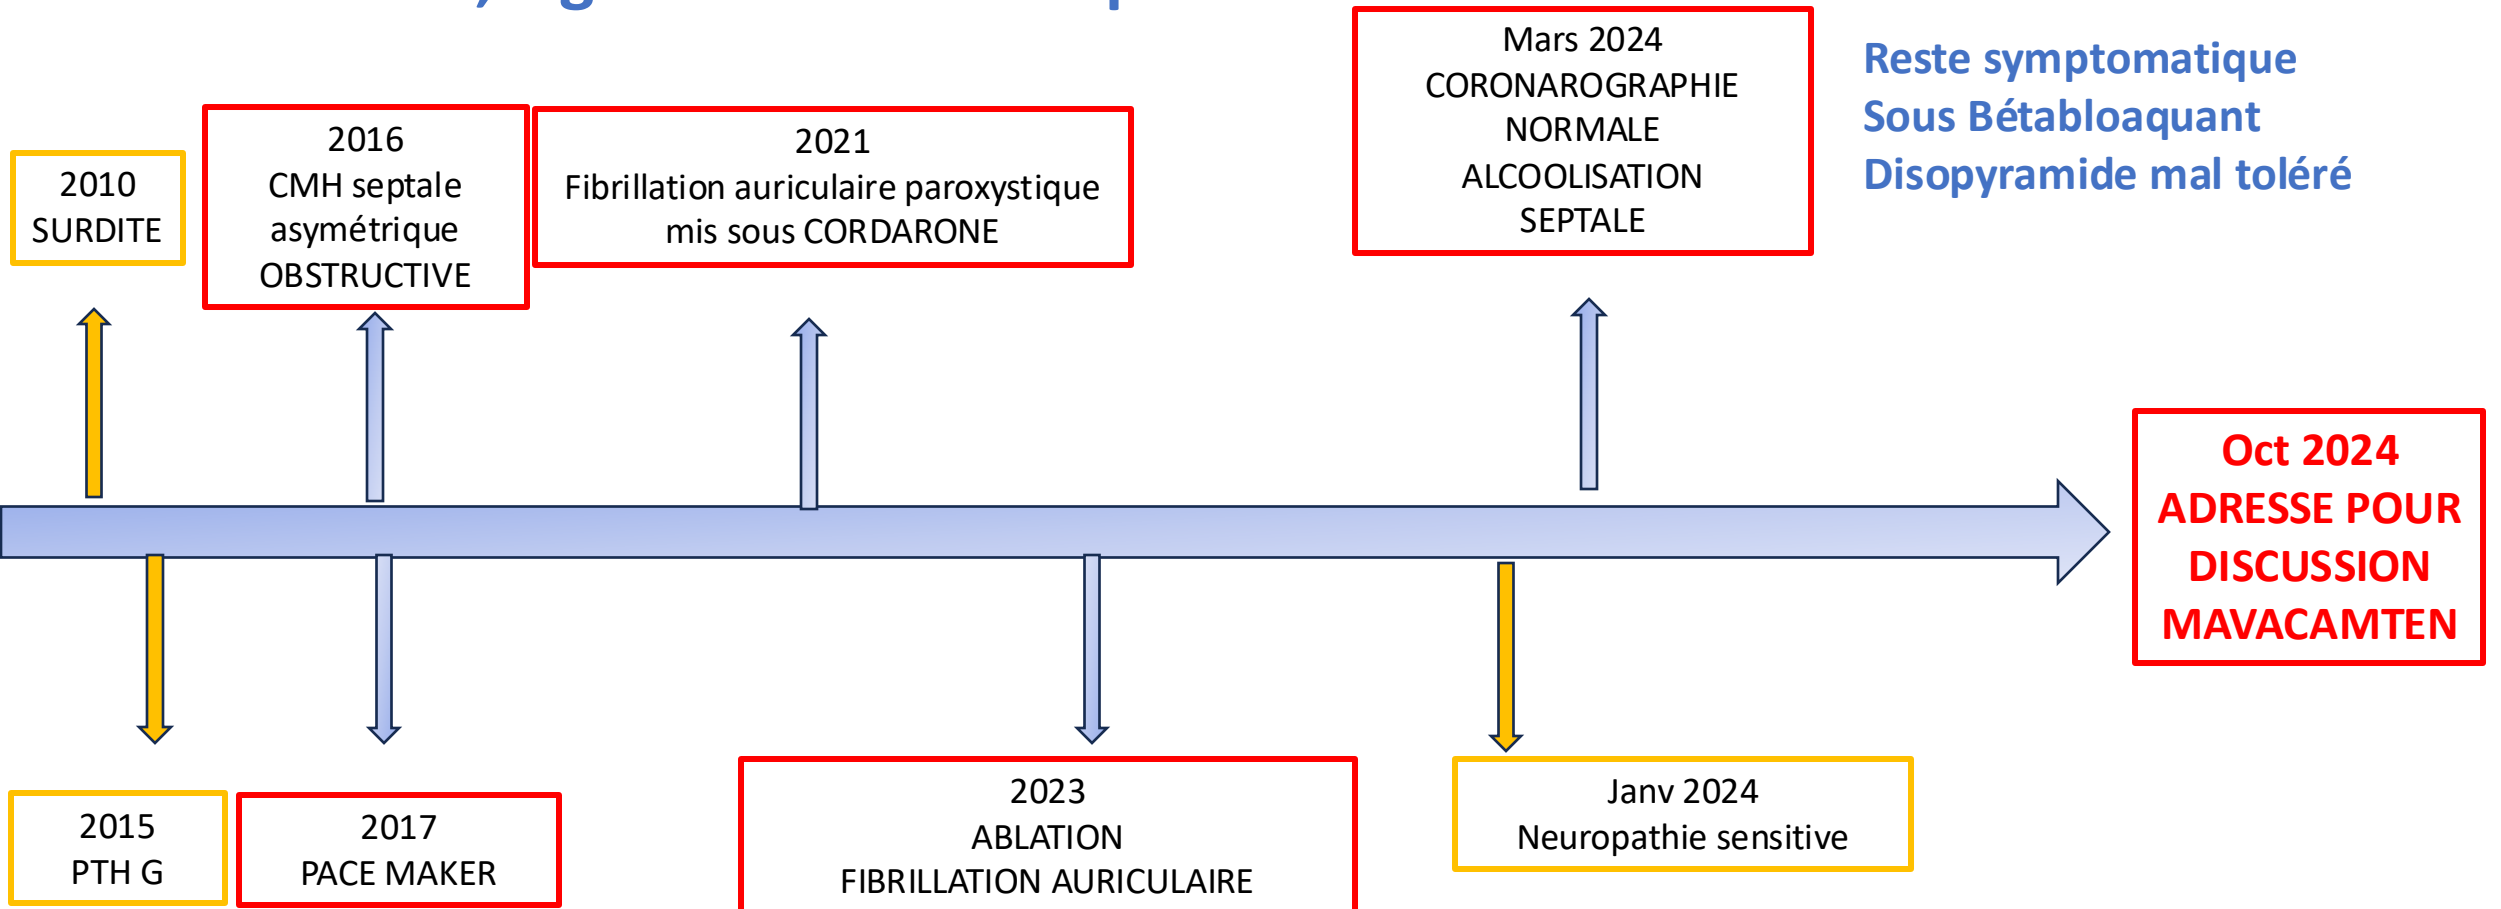 2010
SURDITE
2016
CMH septale
asymétrique
OBSTRUCTIVE
2021
Fibrillation auriculaire paroxystique
mis sous CORDARONE
Mars 2024
CORONAROGRAPHIE
NORMALE
ALCOOLISATION
SEPTALE
Reste symptomatique
Sous Bétabloaquant
Disopyramide mal toléré
Oct 2024
ADRESSE POUR
DISCUSSION
MAVACAMTEN
2015
PTH G
2017
PACE MAKER
2023
ABLATION
FIBRILLATION AURICULAIRE
Janv 2024
Neuropathie sensitive